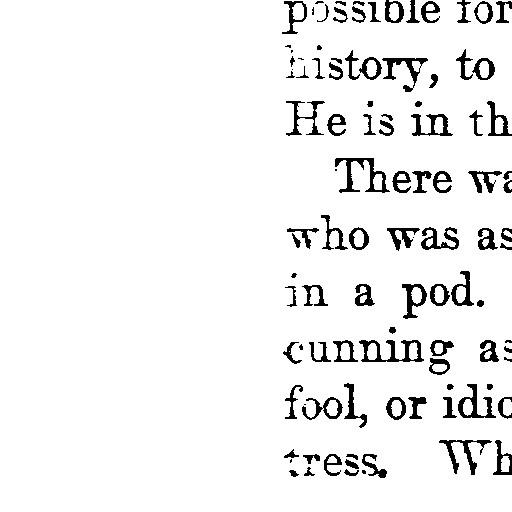 possible for
history, to
He is in th
There wa
who was as
in a pod.
cunning as
fool, or idio
tress. Wh